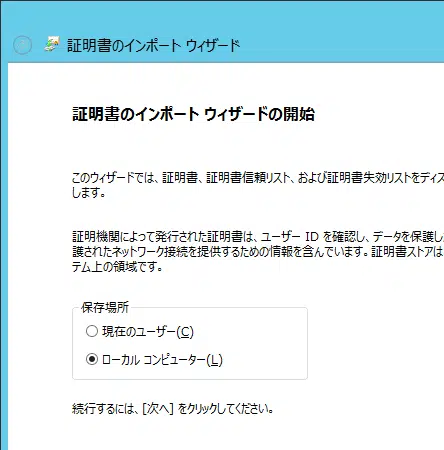 証明書のインポート ウィザード
証明書のインポート ウィザードの開始
このウィザードでは、証明書、証明書信頼リスト、および証明書失効リストをディス
します。
証明機関によって発行された証明書は、ユーザー ID を確認し、データを保護し
護されたネットワーク接続を提供するための情報を含んでいます。証明書ストアは
テム上の領域です。
保存場所
現在のユーザー(C)
ローカル コンピューター(L)
続行するには、[次へ] をクリックしてください。